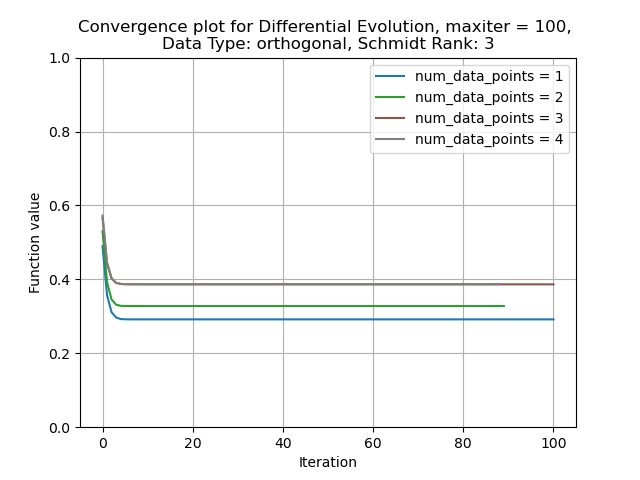 Convergence plot for Differential Evolution, maxiter = 100,
Data Type: orthogonal, Schmidt Rank: 3
1.0
0.8
0.6
0.4
0.2
0.0
Function value
num_data_points = 1
num_data_points = 2
num_data_points = 3
num_data_points = 4
0 20 40 60 80 100
Iteration